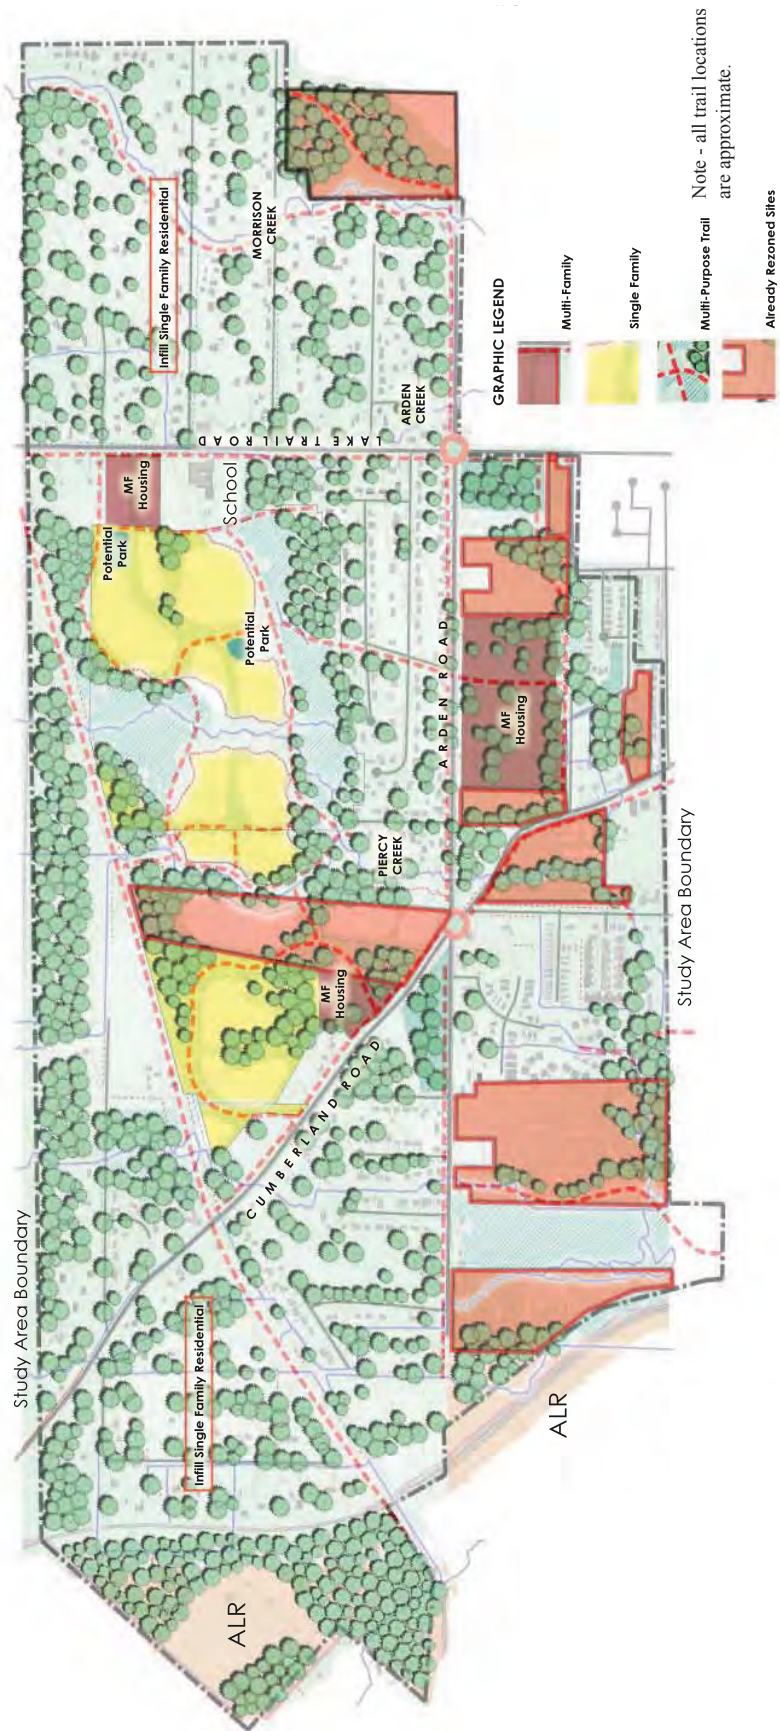 Study Area Boundary
Infill Single Family Residential
MORRISON
CREEK
LAKE TRAIL ROAD
ARDEN
CREEK
MF
Housing
School
Potential
Park
Potential
Park
ARDEN ROAD
MF
Housing
PIERCY
CREEK
MF
Housing
CUMBERLAND ROAD
Infill Single Family Residential
ALR
ALR
Study Area Boundary
GRAPHIC LEGEND
Multi-Family
Single Family
Multi-Purpose Trail
Already Rezoned Sites
Note - all trail locations
are approximate.